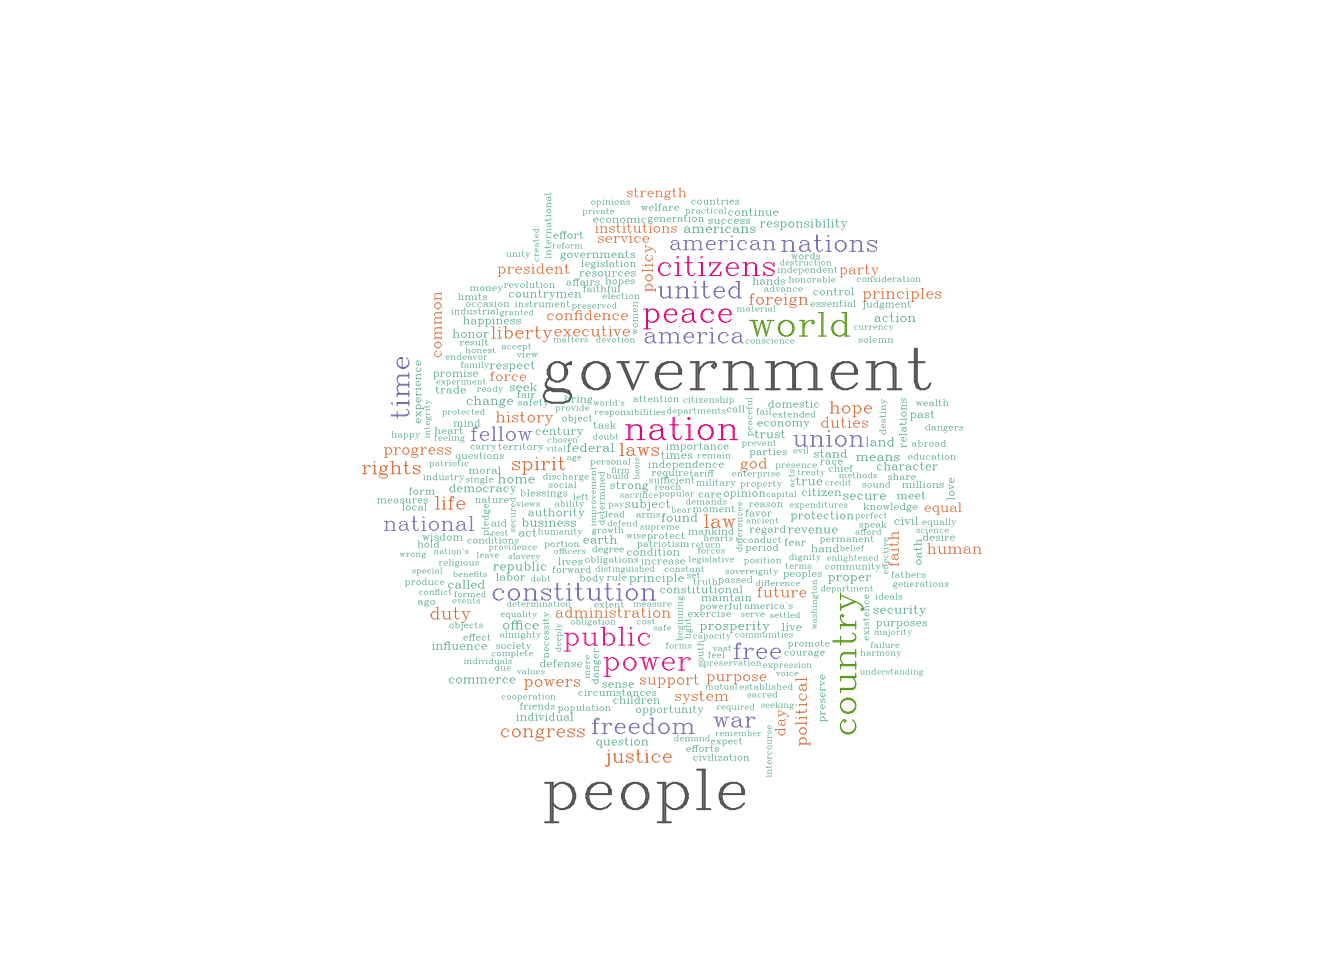 strength
opinions countries
private welfare practical continue
economic generation success responsibility
institutions americans
international
created
effort service american nations
reform
unity governments policy citizens words
legislation destruction
president resources independent party
revolution affairs hopes hands honorable consideration
money countrymen faithful united advance control principles
limits election foreign essential judgment
occasion instrument preserved material
industrial granted confidence women peace world action
happiness currency
common
honor liberty executive america
result matters devotion conscience solemn
honest accept
endeavor view government
family respect
time experience promise force
experiment seek
trade ready fair
change safety bring world's attention citizenship peaceful domestic hope destiny relations wealth
integrity protected provide responsibilities departments call fail extended past
history object economy duties
mind task nation
happy heart fellow century trust union land dangers
feeling chosen doubt prevent abroad
progress carry territory vital federal laws importance parties evil stand means education
questions age times remain
rights patriotic spirit personal basis independence god presence race chief character
moral firm
industry single home discharge build require tariff enterprise acts treaty methods share
democracy social sufficient military property true credit sound millions
form blessings improvement determined strong popular care opinion capital citizen secure meet love
measures nature left sacrifice
local life views ability pay subject demands reason expenditures knowledge equal
pledge secured authority lead arms bear moment differences protection perfect
national aid business defend found law ancient speak civil equally
act humanity growth supreme mankind regard revenue afford science
wisdom conditions rest earth wise protect hearts conduct permanent desire
hold providence portion patriotism return period fear hand belief effective faith oath human
wrong nation's leave slavery officers degree condition forces dignity enlightened
religious lives obligations increase legislative position
special republic forward distinguished constant terms community
benefits sovereignty peoples fathers
produce called labor debt body rule principle set truth passed difference proper generations
conflict formed constitution constitutional future department
ago events maintain ideals
determination extent measure powerful america's washington country existence security
duty equality administration beginning exercise serve settled
objects office necessity deeply obligation cost light prosperity live purposes
effect almighty public safe capacity communities majority
influence society forms south vast free promote failure
complete mere danger feel courage harmony
individuals defense power preservation expression
due values voice understanding
commerce powers sense support purpose
circumstances mutual established
cooperation children system sacred political preserve
friends population opportunity required seeking
individual day
freedom war
congress remember
question demand expect
efforts intercourse
justice civilization
people